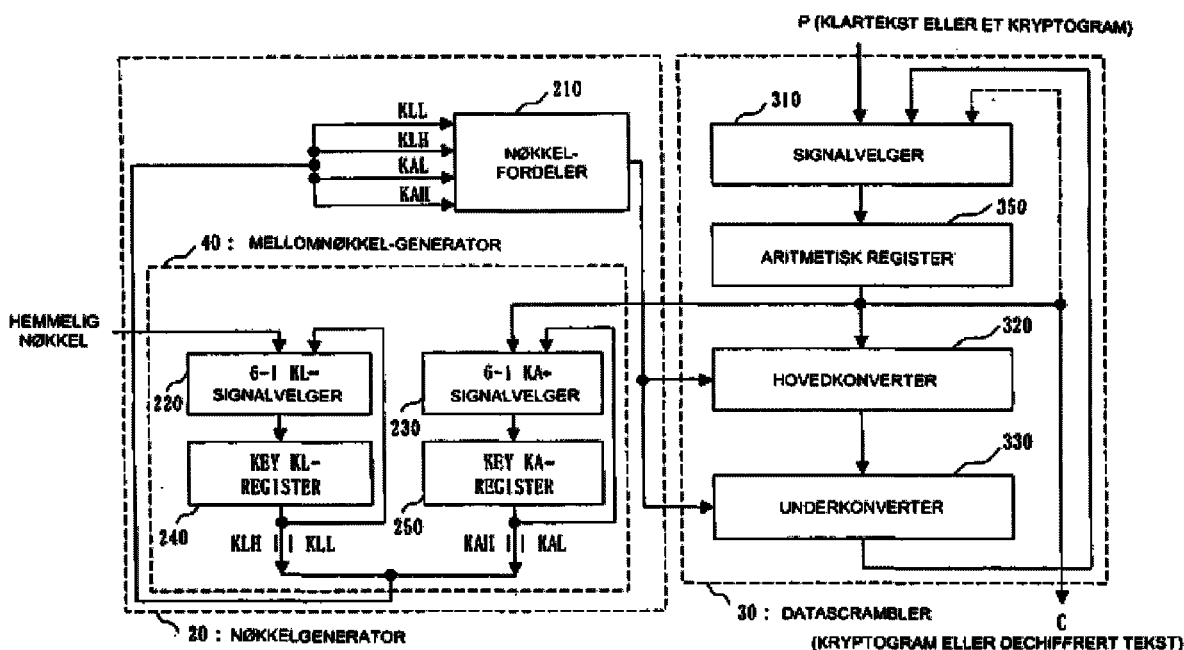 P (KLARTEKST ELLER ET KRYPTOGRAM)
210
310
KLL
KLH
KAL
KAH
NØKKEL-
FORDELER
SIGNALVELGER
350
40 : MELLOMNØKKEL-GENERATOR
ARITMETISK REGISTER
HEMMELIG
NØKKEL
320
6-1 KL-
SIGNALVELGER
220
6-1 KA-
SIGNALVELGER
230
HOVEDKONVERTER
KEY KL-
REGISTER
240
KEY KA-
REGISTER
250
330
UNDERKONVERTER
KLH | | KLL
KAH | | KAL
20 : NØKKELGENERATOR
30 : DATASCRAMBLER
C
(KRYPTOGRAM ELLER DECHIFFRERT TEKST)